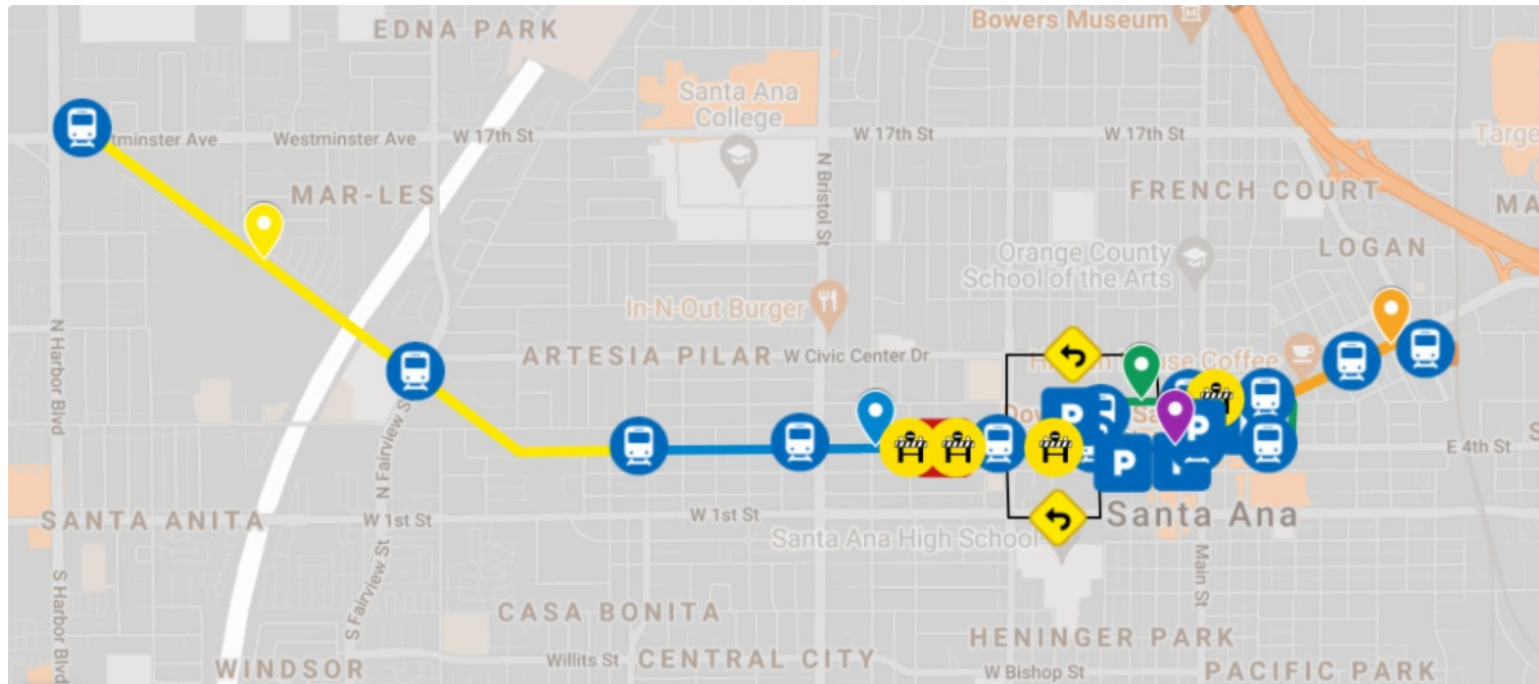 EDNA PARK
Bowers Museum
Santa Ana
College
tminster Ave
Westminster Ave
W 17th St
W 17th St
W 17th St
Targe
MAR-LES
N Bristol St
FRENCH COURT
MA
LOGAN
Orange County
School of the Arts
In-N-Out Burger
N Harbor Blvd
ARTESIA PILAR
W Civic Center Dr
use Coffee
Dow
Sa
P
P
P
N Fairview S
E 4th St
S
SANTA ANITA
W 1st St
W 1st St
Santa Ana
Santa Ana High School
S Harbor Blvd
S Fairview St
Main St
CASA BONITA
HENINGER PARK
WINDSOR
Willits St
CENTRAL CITY
W Bishop St
PACIFIC PARK